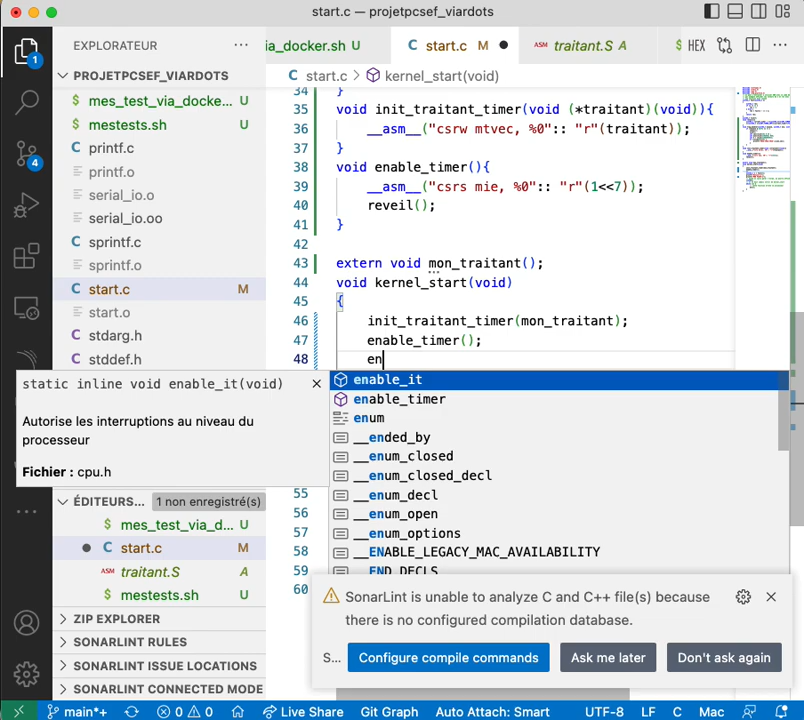 start.c — projetpcsef_viardots
1
EXPLORATEUR
ia_docker.sh U
C start.c M
ASM traitant.S A
$ HEX
PROJETPCSEF_VIARDOTS
C start.c > kernel_start(void)
$ mes_test_via_docke... U
$ mestests.sh U
C printf.c
printf.o
serial_io.o
serial_io.oo
C sprintf.c
sprintf.o
C start.c M
start.o
C stdarg.h
C stddef.h
4
34 }
35 void init_traitant_timer(void (*traitant)(void)){
36 __asm__("csrw mtvec, %0":: "r"(traitant));
37 }
38 void enable_timer(){
39 __asm__("csrs mie, %0":: "r"(1<<7));
40 reveil();
41 }
42
43 extern void mon_traitant();
44 void kernel_start(void)
45 {
46 init_traitant_timer(mon_traitant);
47 enable_timer();
48 en
static inline void enable_it(void)
Autorise les interruptions au niveau du
processeur
Fichier : cpu.h
enable_it
enable_timer
enum
__ended_by
__enum_closed
__enum_closed_decl
__enum_decl
__enum_open
__enum_options
__ENABLE_LEGACY_MAC_AVAILABILITY
__END_DECLS
55
56
57
58
59
60
ÉDITEURS... 1 non enregistré(s)
$ mes_test_via_d... U
C start.c M
ASM traitant.S A
$ mestests.sh U
ZIP EXPLORER
SONARLINT RULES
SONARLINT ISSUE LOCATIONS
SONARLINT CONNECTED MODE
SonarLint is unable to analyze C and C++ file(s) because
there is no configured compilation database.
S... Configure compile commands Ask me later Don't ask again
main*+ 0 0 Live Share Git Graph Auto Attach: Smart UTF-8 LF C Mac